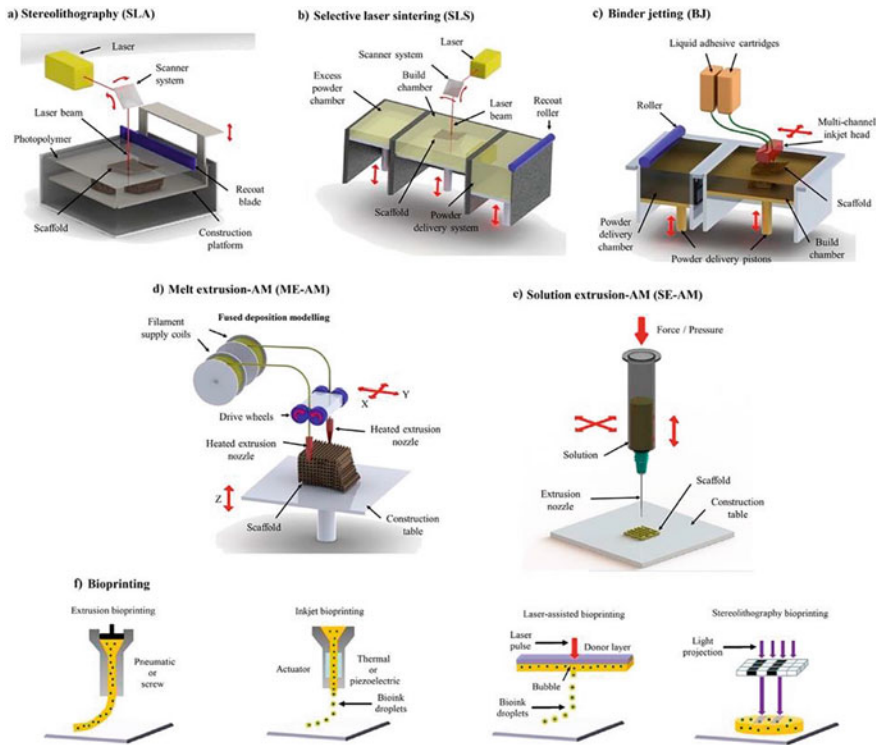 a) Stereolithography (SLA)
Laser
Scanner
system
Laser beam
Photopolymer
Recoat
blade
Scaffold
Construction
platform
b) Selective laser sintering (SLS)
Laser
Scanner system
Excess
powder
chamber
Build
chamber
Laser
beam
Recoat
roller
Scaffold
Powder
delivery system
c) Binder jetting (BJ)
Liquid adhesive cartridges
Roller
Multi-channel
inkjet head
Scaffold
Powder
delivery
chamber
Build
chamber
Powder delivery pistons
d) Melt extrusion-AM (ME-AM)
Fused deposition modelling
Filament
supply coils
X
Y
Drive wheels
Heated extrusion
nozzle
Heated extrusion
nozzle
Z
Scaffold
Construction
table
e) Solution extrusion-AM (SE-AM)
Force / Pressure
Solution
Extrusion
nozzle
Scaffold
Construction
table
f) Bioprinting
Extrusion bioprinting
Pneumatic
or
screw
Inkjet bioprinting
Actuator
Thermal or
piezoelectric
Bioink
droplets
Laser-assisted bioprinting
Laser
pulse
Donor layer
Bubble
Bioink
droplets
Stereolithography bioprinting
Light
projection